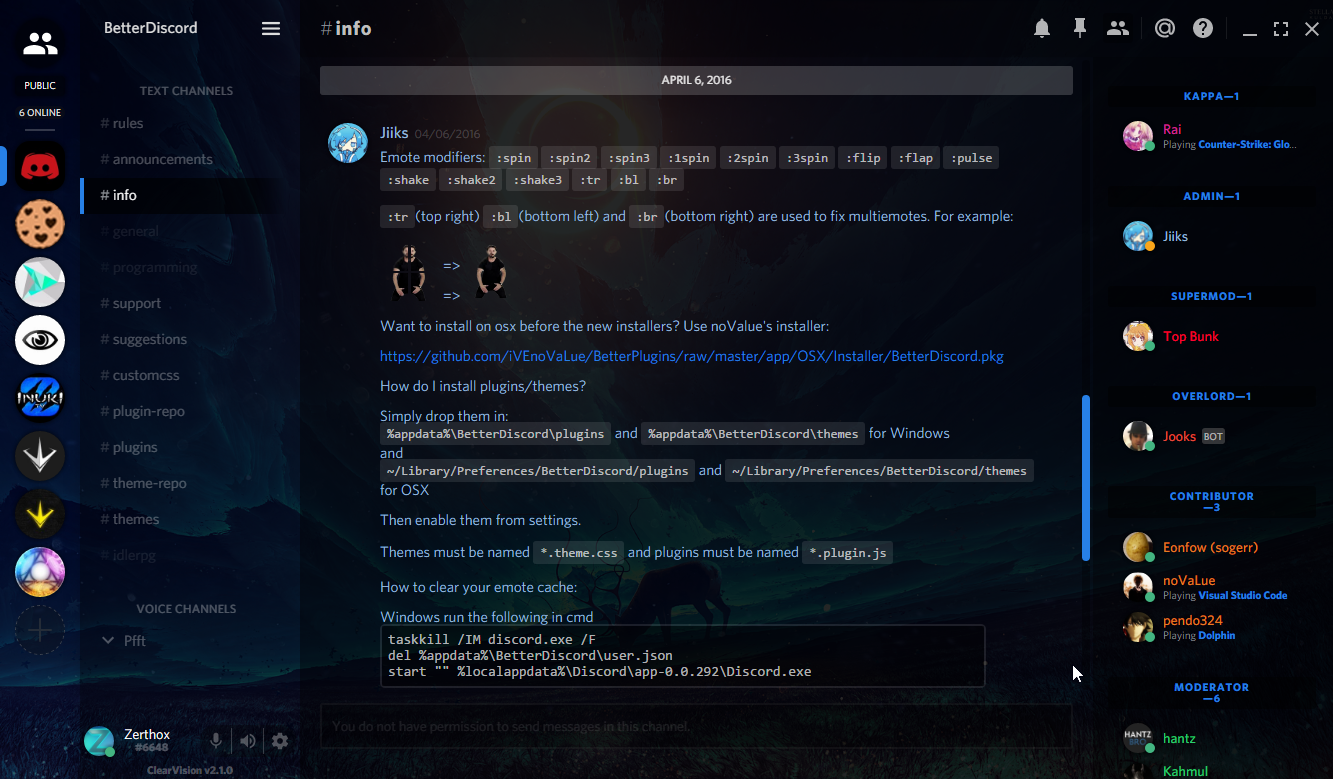 BetterDiscord
#info
PUBLIC
6 ONLINE
TEXT CHANNELS
# rules
# announcements
# info
# general
# programming
# support
# suggestions
# customcss
# plugin-repo
# plugins
# theme-repo
# themes
# idlerpg
VOICE CHANNELS
Pfft
Zerthox
#6648
ClearVision v2.1.0
INUKI
APRIL 6, 2016
Jiiks 04/06/2016
Emote modifiers: :spin :spin2 :spin3 :1spin :2spin :3spin :flip :flap :pulse
:shake :shake2 :shake3 :tr :bl :br
:tr (top right) :bl (bottom left) and :br (bottom right) are used to fix multiemotes. For example:
=>
=>
Want to install on osx before the new installers? Use noValue's installer:
https://github.com/iVEnoVaLue/BetterPlugins/raw/master/app/OSX/Installer/BetterDiscord.pkg
How do I install plugins/themes?
Simply drop them in:
%appdata%\BetterDiscord\plugins and %appdata%\BetterDiscord\themes for Windows
and
~/Library/Preferences/BetterDiscord/plugins and ~/Library/Preferences/BetterDiscord/themes
for OSX
Then enable them from settings.
Themes must be named *.theme.css and plugins must be named *.plugin.js
How to clear your emote cache:
Windows run the following in cmd
taskkill /IM discord.exe /F
del %appdata%\BetterDiscord\user.json
start "" %localappdata%\Discord\app-0.0.292\Discord.exe
You do not have permission to send messages in this channel.
KAPPA—1
Rai
Playing Counter-Strike: Glo...
ADMIN—1
Jiiks
SUPERMOD—1
Top Bunk
OVERLORD—1
Jooks BOT
CONTRIBUTOR
—3
Eonfow (sogerr)
noVaLue
Playing Visual Studio Code
pendo324
Playing Dolphin
MODERATOR
—6
HANTZ
BRO
hantz
Kahmul